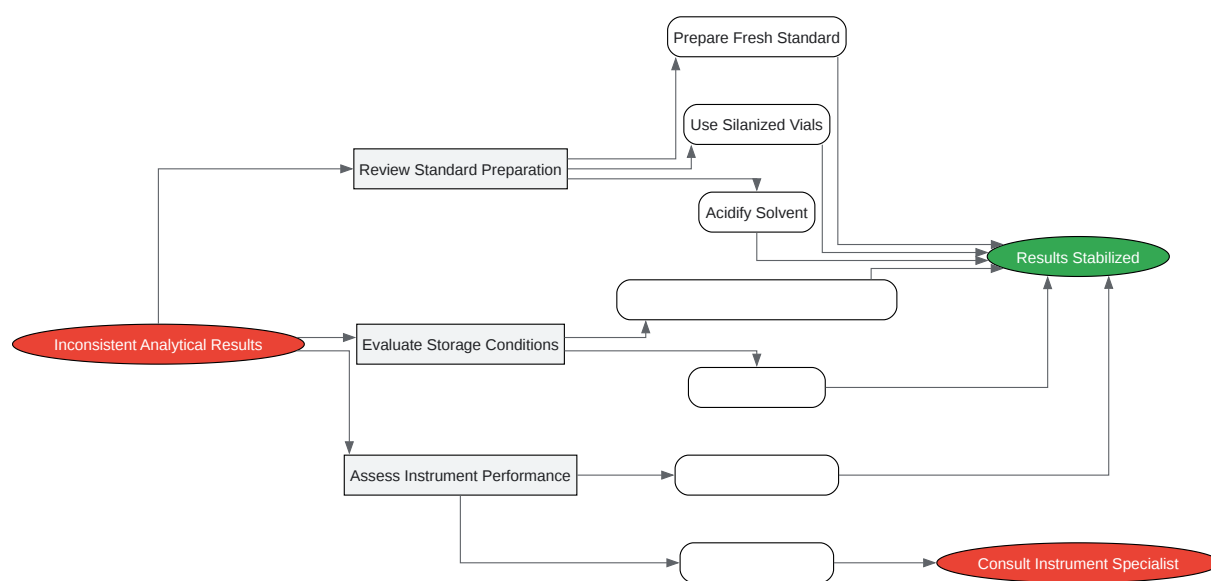 Prepare Fresh Standard
Use Silanized Vials
Review Standard Preparation
Acidify Solvent
Results Stabilized
Inconsistent Analytical Results
Evaluate Storage Conditions
Assess Instrument Performance
Consult Instrument Specialist